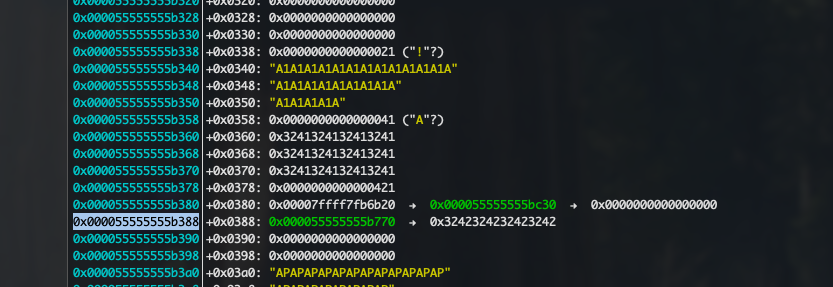 0x000055555555b320 +0x0320: 0x0000000000000000
0x000055555555b328 +0x0328: 0x0000000000000000
0x000055555555b330 +0x0330: 0x0000000000000000
0x000055555555b338 +0x0338: 0x0000000000000021 ("!"?)
0x000055555555b340 +0x0340: "A1A1A1A1A1A1A1A1A1A1A1A1A"
0x000055555555b348 +0x0348: "A1A1A1A1A1A1A1A1A"
0x000055555555b350 +0x0350: "A1A1A1A1A"
0x000055555555b358 +0x0358: 0x0000000000000041 ("A"?)
0x000055555555b360 +0x0360: 0x3241324132413241
0x000055555555b368 +0x0368: 0x3241324132413241
0x000055555555b370 +0x0370: 0x3241324132413241
0x000055555555b378 +0x0378: 0x0000000000000421
0x000055555555b380 +0x0380: 0x00007ffff7fb6b20 → 0x000055555555bc30 → 0x0000000000000000
0x000055555555b388 +0x0388: 0x000055555555b770 → 0x3242324232423242
0x000055555555b390 +0x0390: 0x0000000000000000
0x000055555555b398 +0x0398: 0x0000000000000000
0x000055555555b3a0 +0x03a0: "APAPAPAPAPAPAPAPAPAPAPAP"